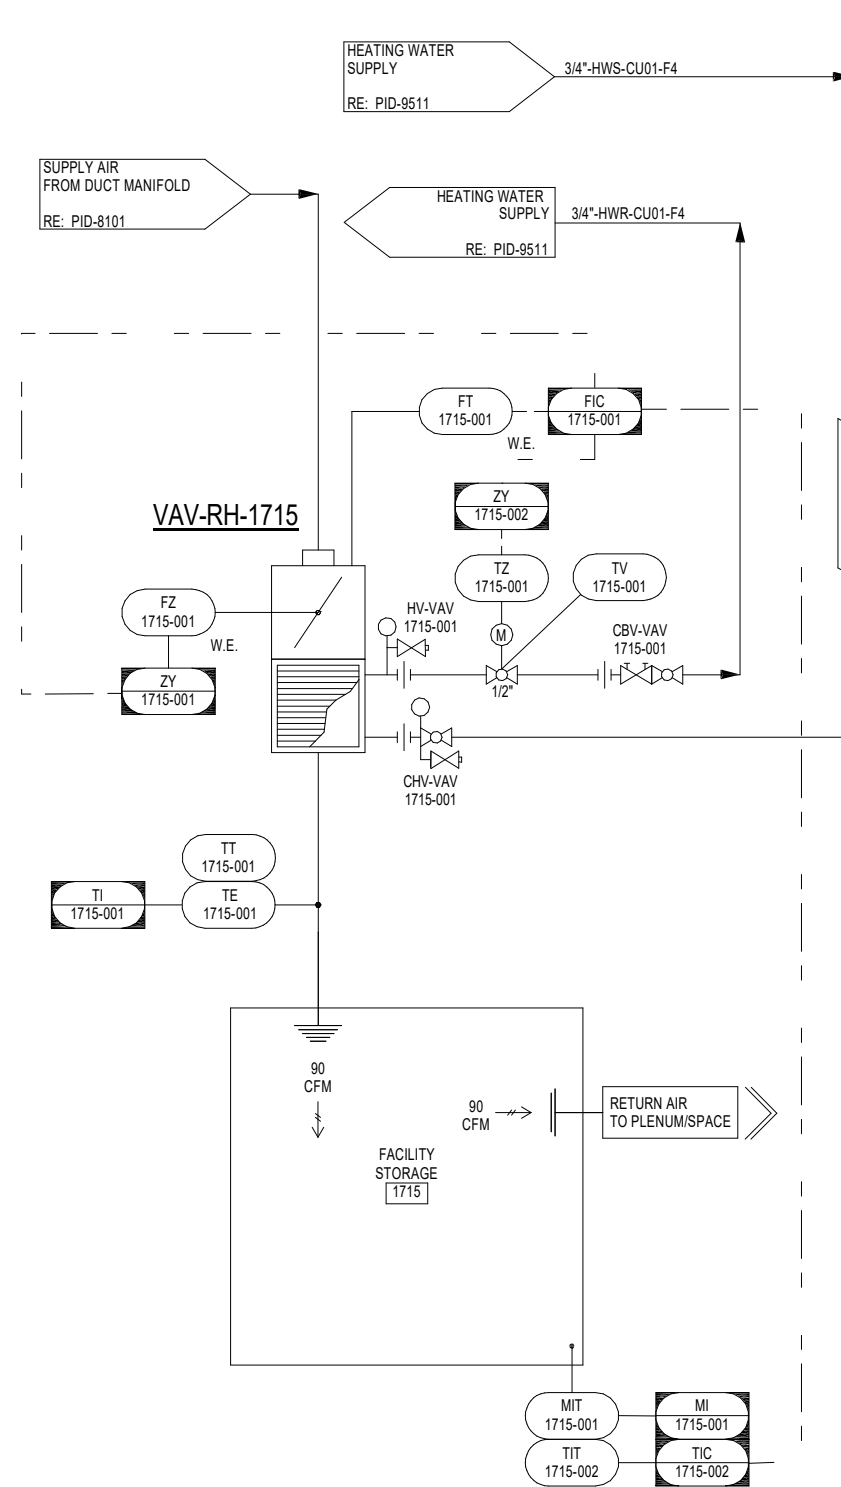 HEATING WATER
SUPPLY
RE: PID-9511
3/4"-HWS-CU01-F4
SUPPLY AIR
FROM DUCT MANIFOLD
RE: PID-8101
HEATING WATER
SUPPLY
RE: PID-9511
3/4"-HWR-CU01-F4
FT
1715-001
FIC
1715-001
W.E.
ZY
1715-002
VAV-RH-1715
TZ
1715-001
TV
1715-001
FZ
1715-001
W.E.
HV-VAV
1715-001
M
CBV-VAV
1715-001
ZY
1715-001
1/2"
CHV-VAV
1715-001
TT
1715-001
TI
1715-001
TE
1715-001
90
CFM
90
CFM
RETURN AIR
TO PLENUM/SPACE
FACILITY
STORAGE
1715
MIT
1715-001
MI
1715-001
TIT
1715-002
TIC
1715-002